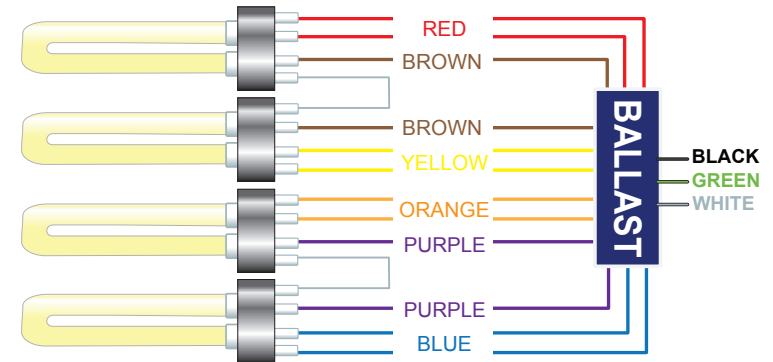 RED
BROWN
BROWN
YELLOW
ORANGE
PURPLE
PURPLE
BLUE
BALLAST
BLACK
GREEN
WHITE